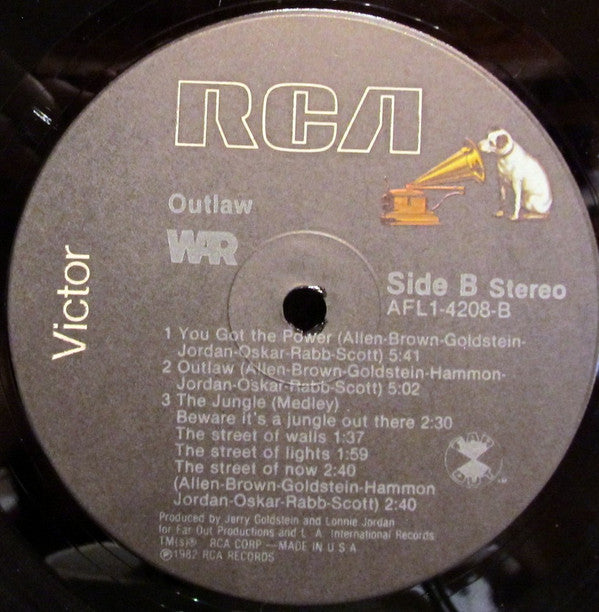 RCA
Outlaw
WAR
Victor
Side B Stereo
AFL1-4208-B
1 You Got the Power (Allen-Brown-Goldstein-
Jordan-Oskar-Rabb-Scott) 5:41
2 Outlaw (Allen-Brown-Goldstein-Hammon-
Jordan-Oskar-Rabb-Scott) 5:02
3 The Jungle (Medley)
Beware it's a jungle out there 2:30
The street of walls 1:37
The street of lights 1:59
The street of now 2:40
(Allen-Brown-Goldstein-Hammon
Jordan-Oskar-Rabb-Scott) 2:40
FAR
OUT
Produced by Jerry Goldstein and Lonnie Jordan
for Far Out Productions and L. A. International Records
TM(s)® RCA CORP—MADE IN U S A
℗1982 RCA RECORDS